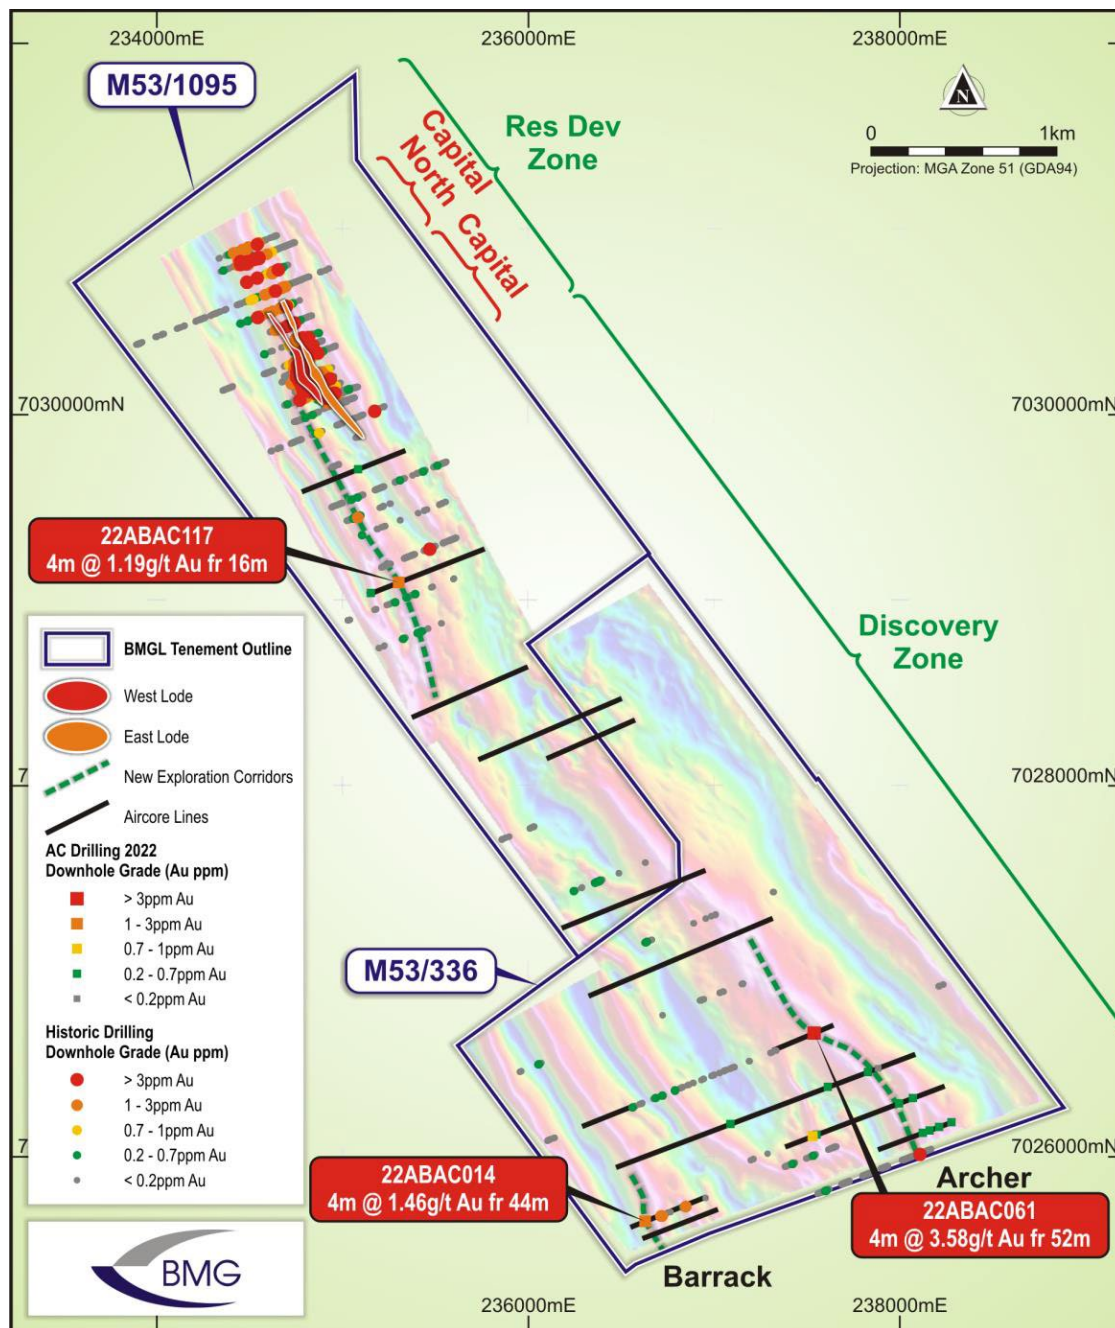 234000mE
236000mE
238000mE
M53/1095
Res Dev
Zone
Capital
North
Capital
N
0
1km
Projection: MGA Zone 51 (GDA94)
7030000mN
7030000mN
22ABAC117
4m @ 1.19g/t Au fr 16m
Discovery
Zone
BMGL Tenement Outline
West Lode
East Lode
New Exploration Corridors
Aircore Lines
AC Drilling 2022
Downhole Grade (Au ppm)
> 3ppm Au
1 - 3ppm Au
0.7 - 1ppm Au
0.2 - 0.7ppm Au
< 0.2ppm Au
Historic Drilling
Downhole Grade (Au ppm)
> 3ppm Au
1 - 3ppm Au
0.7 - 1ppm Au
0.2 - 0.7ppm Au
< 0.2ppm Au
7
7028000mN
M53/336
7
7026000mN
22ABAC014
4m @ 1.46g/t Au fr 44m
Archer
22ABAC061
4m @ 3.58g/t Au fr 52m
Barrack
BMG
236000mE
238000mE